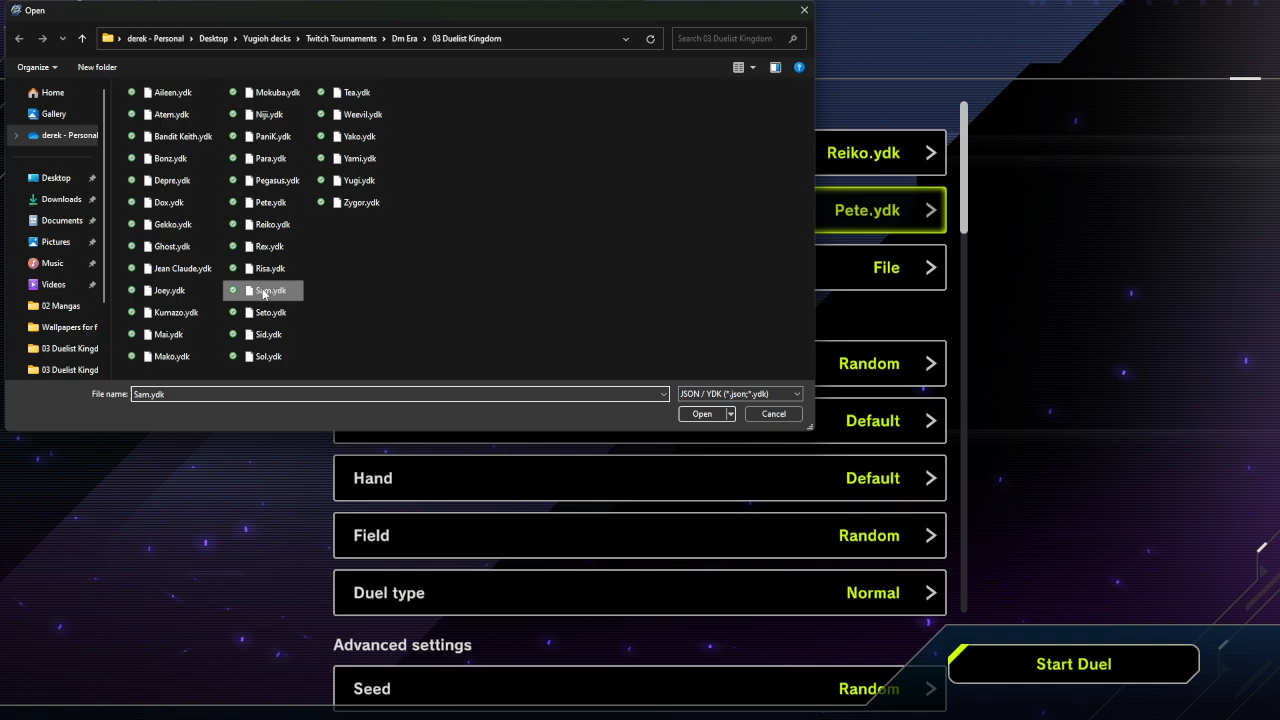 Open
derek - Personal > Desktop > Yugioh decks > Twitch Tournaments > Dm Era > 03 Duelist Kingdom
Search 03 Duelist Kingdom
Organize
New folder
Home
Gallery
derek - Personal
Desktop
Downloads
Documents
Pictures
Music
Videos
02 Mangas
Wallpapers for f
03 Duelist Kingd
03 Duelist Kingd
Aileen.ydk
Atem.ydk
Bandit Keith.ydk
Bonz.ydk
Depre.ydk
Dox.ydk
Gekko.ydk
Ghost.ydk
Jean Claude.ydk
Joey.ydk
Kumazo.ydk
Mai.ydk
Mako.ydk
Mokuba.ydk
Niji.ydk
Panik.ydk
Para.ydk
Pegasus.ydk
Pete.ydk
Reiko.ydk
Rex.ydk
Risa.ydk
Sam.ydk
Seto.ydk
Sid.ydk
Sol.ydk
Tea.ydk
Weevil.ydk
Yako.ydk
Yami.ydk
Yugi.ydk
Zygor.ydk
File name: Sam.ydk
JSON / YDK (*.json;*.ydk)
Open
Cancel
Reiko.ydk
Pete.ydk
File
Random
Default
Hand Default
Field Random
Duel type Normal
Advanced settings
Seed Random
Start Duel